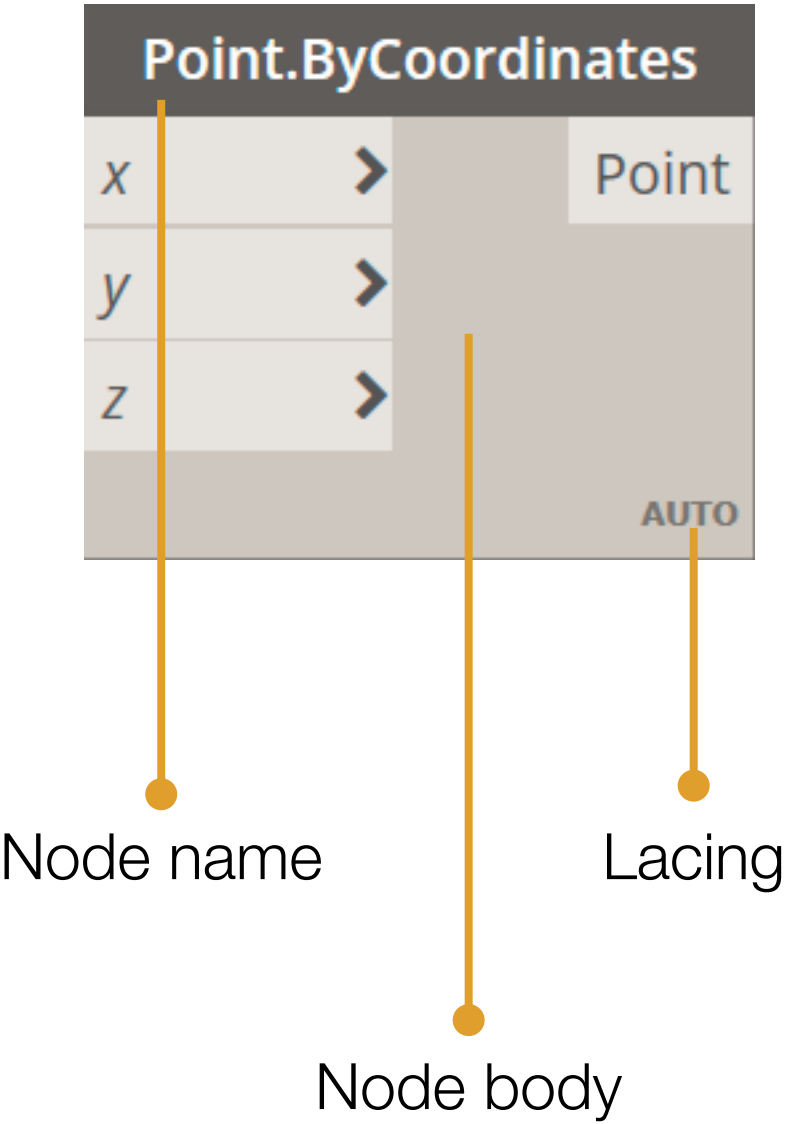 Point.ByCoordinates
x
Point
y
z
AUTO
Node name
Lacing
Node body